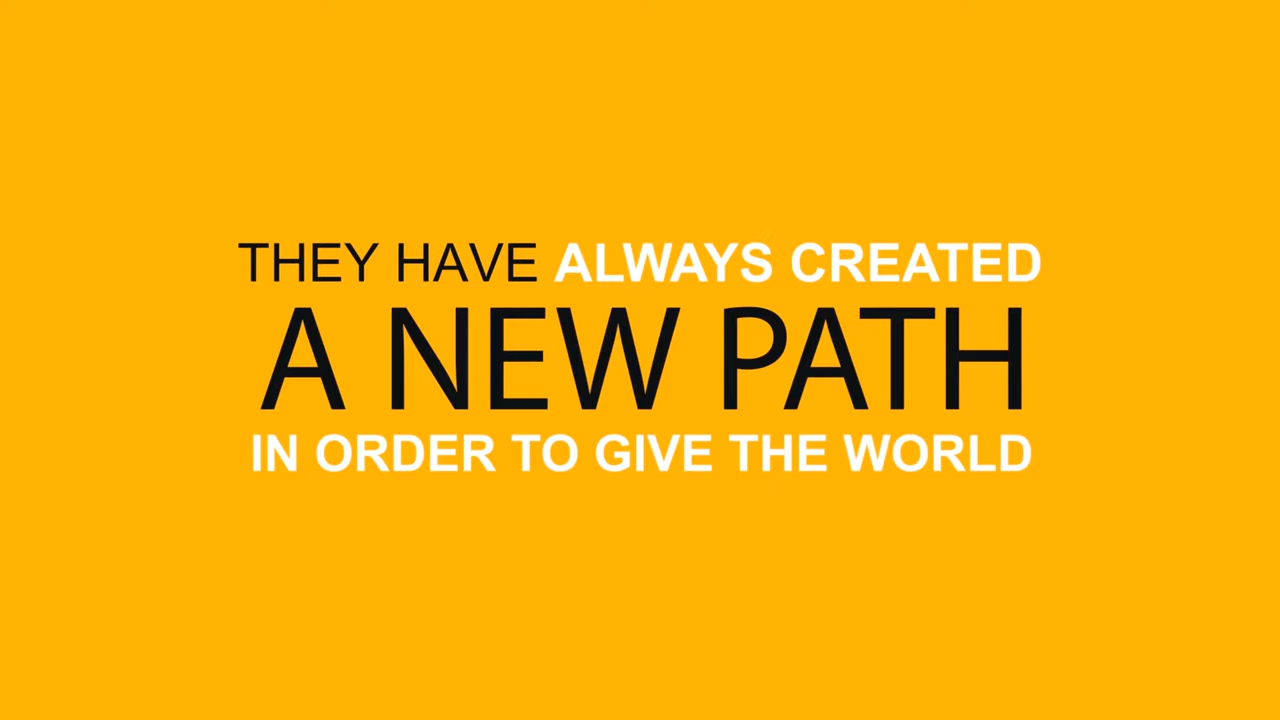 THEY HAVE ALWAYS CREATED
A NEW PATH
IN ORDER TO GIVE THE WORLD